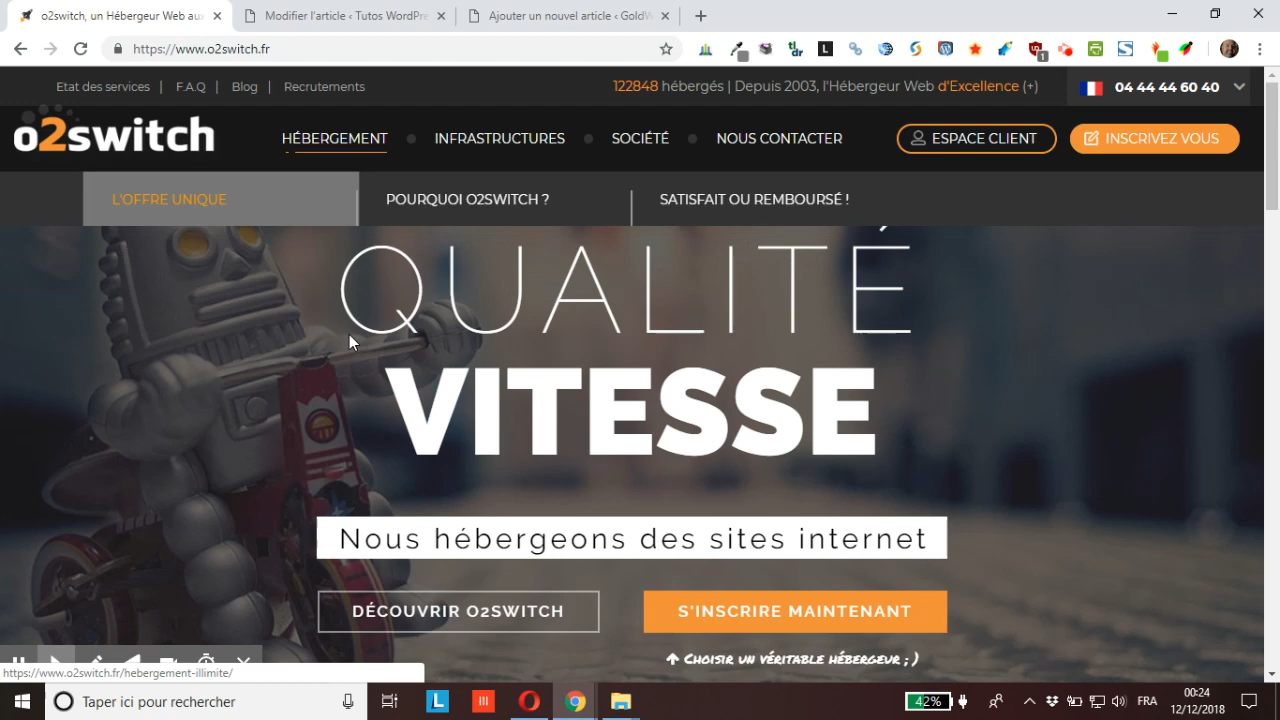 o2switch, un Hébergeur Web aux
Modifier l'article ‹ Tutos WordPre
Ajouter un nouvel article ‹ GoldW
https://www.o2switch.fr
Etat des services | F.A.Q | Blog | Recrutements
122848 hébergés | Depuis 2003, l'Hébergeur Web d'Excellence (+)
04 44 44 60 40
o2switch
HÉBERGEMENT
INFRASTRUCTURES
SOCIÉTÉ
NOUS CONTACTER
ESPACE CLIENT
INSCRIVEZ VOUS
L'OFFRE UNIQUE
POURQUOI O2SWITCH ?
SATISFAIT OU REMBOURSÉ !
QUALITÉ
VITESSE
Nous hébergeons des sites internet
DÉCOUVRIR O2SWITCH
S'INSCRIRE MAINTENANT
Choisir un véritable hébergeur ; )
https://www.o2switch.fr/hebergement-illimite/
Taper ici pour rechercher
42%
FRA
00:24
12/12/2018